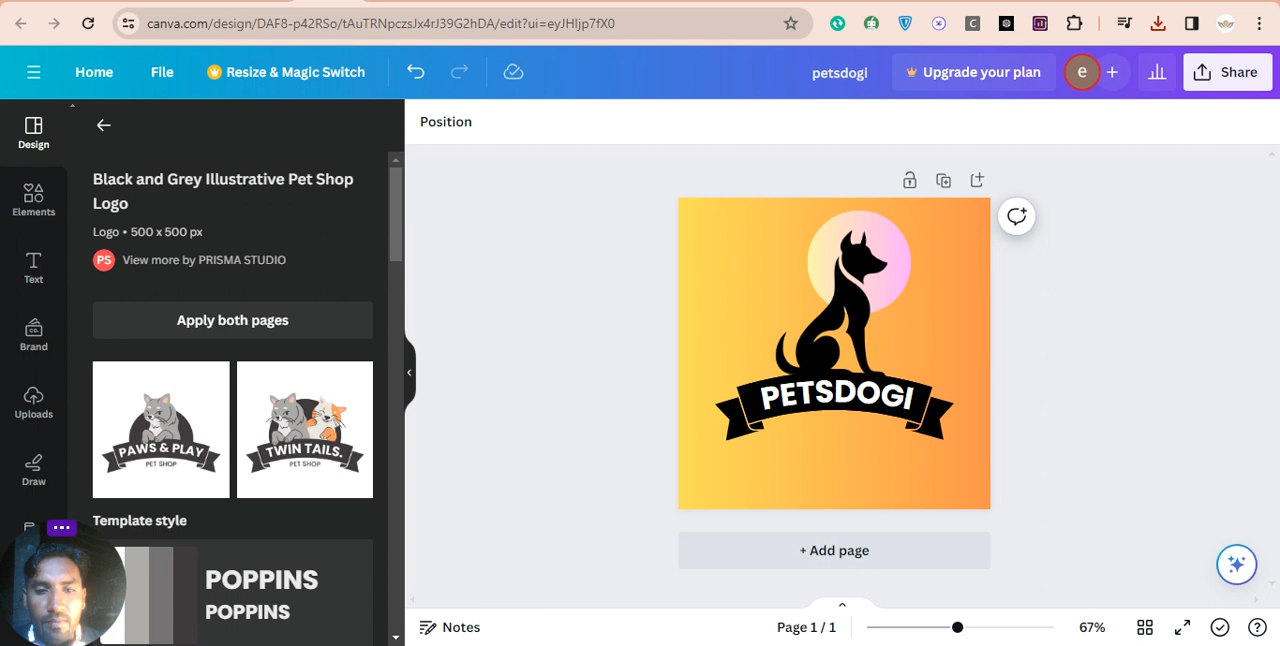 canva.com/design/DAF8-p42RSo/tAuTRNpczsJx4rJ39G2hDA/edit?ui=eyJHIjp7fX0
Home File Resize & Magic Switch petsdogi Upgrade your plan e + Share
Design
Elements
Text
Brand
CO.
Uploads
Draw
Black and Grey Illustrative Pet Shop
Logo
Logo • 500 x 500 px
PS View more by PRISMA STUDIO
Apply both pages
PAWS & PLAY
PET SHOP
TWIN TAILS.
PET SHOP
Template style
POPPINS
POPPINS
Position
PETSDOGI
+ Add page
Notes
Page 1 / 1
67%